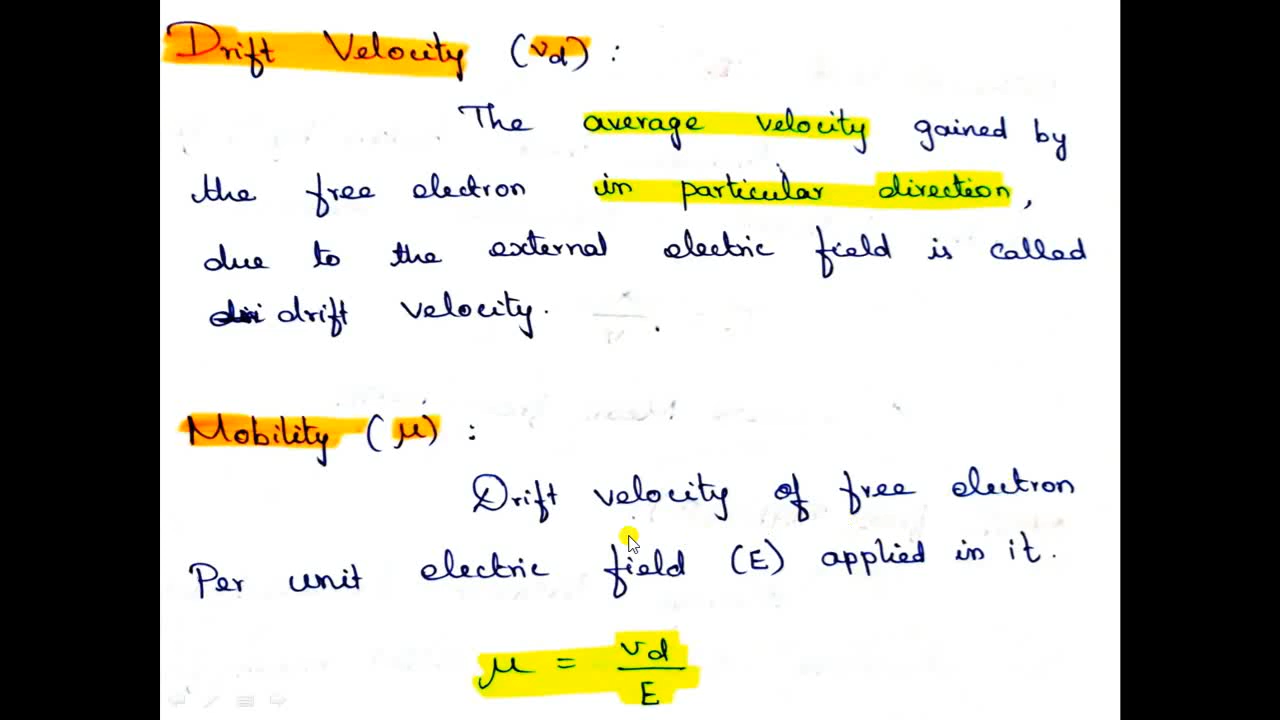 Drift Velocity (vd) :
The average velocity gained by
the free electron in particular direction,
due to the external electric field is called
drift velocity.
Mobility (μ) :
Drift velocity of free electron
Per unit electric field (E) applied in it.
μ = vd / E